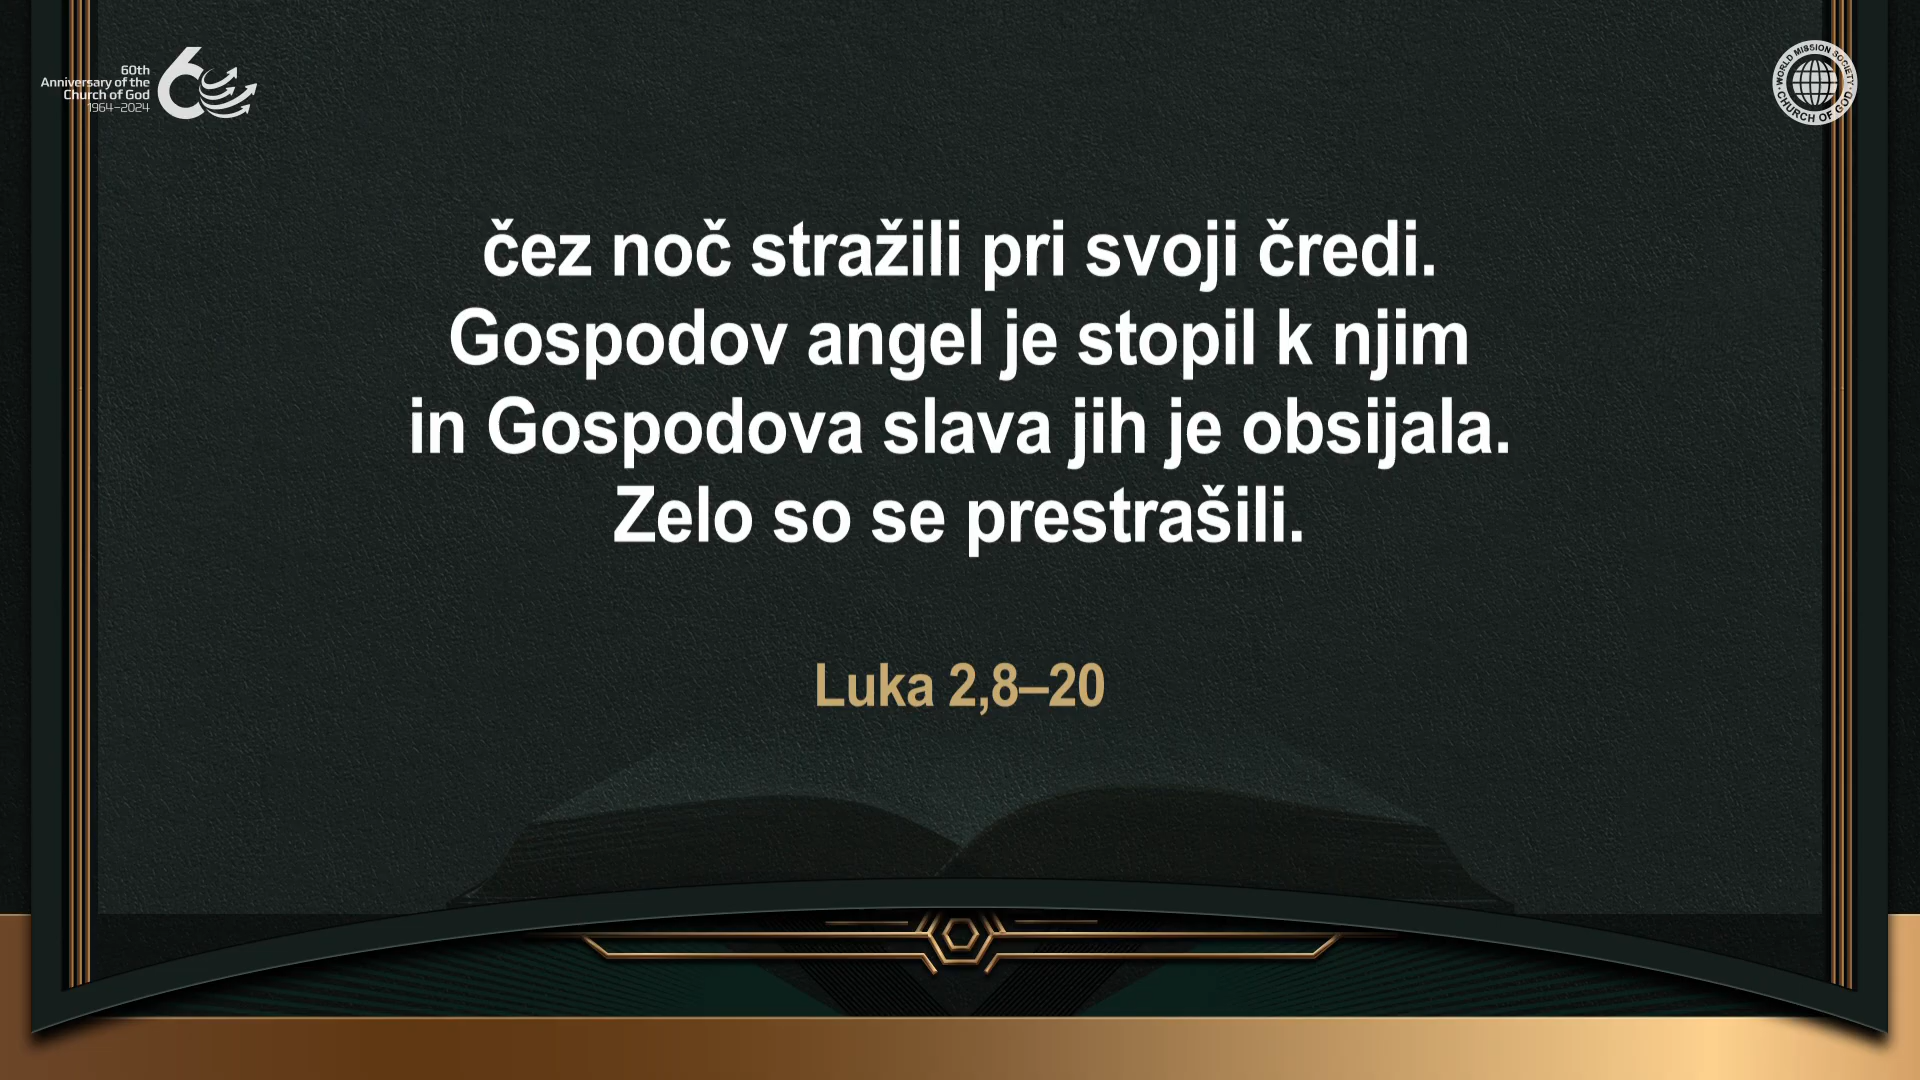 60th
Anniversary of the
Church of God
1964–2024
WORLD MISSION SOCIETY
CHURCH OF GOD
čez noč stražili pri svoji čredi.
Gospodov angel je stopil k njim
in Gospodova slava jih je obsijala.
Zelo so se prestrašili.
Luka 2,8–20